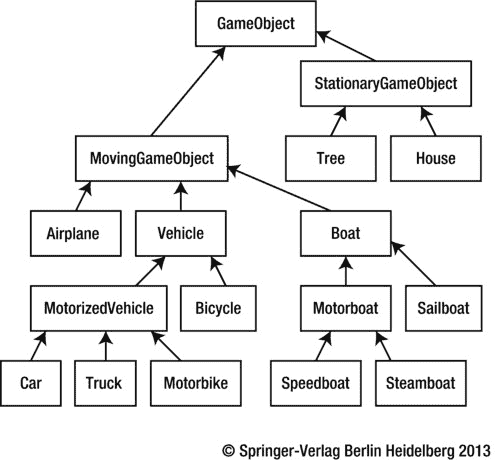 GameObject
StationaryGameObject
MovingGameObject
Tree
House
Airplane
Vehicle
Boat
MotorizedVehicle
Bicycle
Motorboat
Sailboat
Car
Truck
Motorbike
Speedboat
Steamboat
© Springer-Verlag Berlin Heidelberg 2013